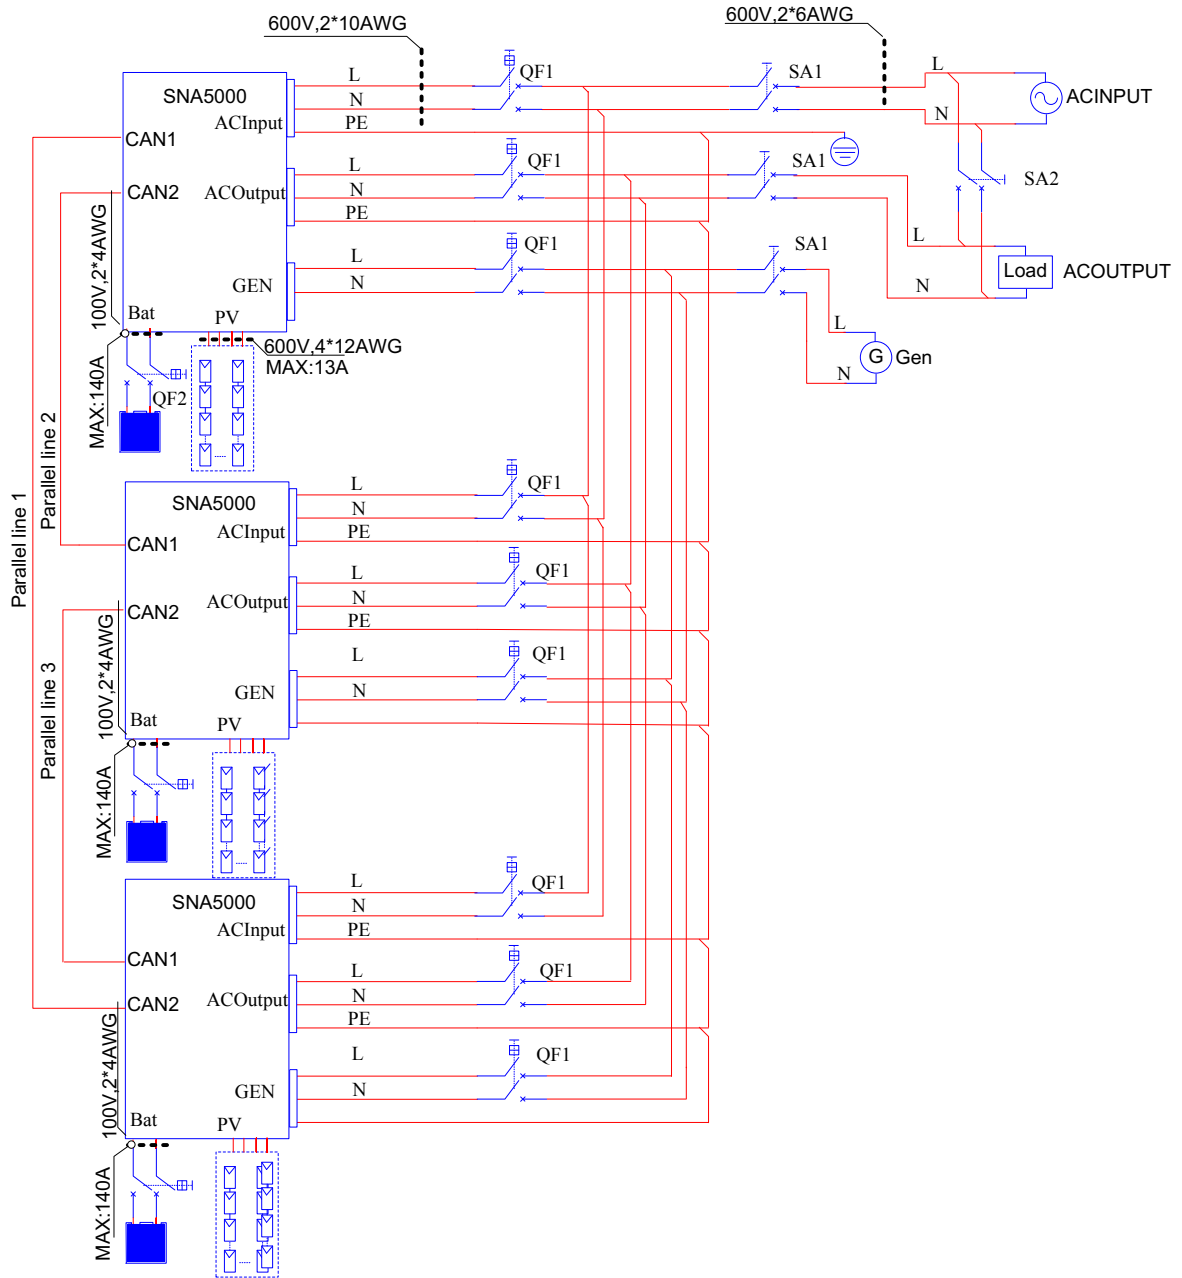 600V,2*10AWG
600V,2*6AWG
SNA5000
CAN1
CAN2
ACInput
ACOutput
GEN
Bat
PV
L
N
PE
QF1
SA1
L
N
ACINPUT
L
N
PE
QF1
SA1
SA2
L
N
Load
ACOUTPUT
L
N
QF1
SA1
L
N
G
Gen
100V,2*4AWG
MAX:140A
QF2
600V,4*12AWG
MAX:13A
Parallel line 1
Parallel line 2
Parallel line 3
SNA5000
CAN1
CAN2
ACInput
ACOutput
GEN
Bat
PV
L
N
PE
QF1
L
N
PE
QF1
L
N
QF1
100V,2*4AWG
MAX:140A
SNA5000
CAN1
CAN2
ACInput
ACOutput
GEN
Bat
PV
L
N
PE
QF1
L
N
PE
QF1
L
N
QF1
100V,2*4AWG
MAX:140A